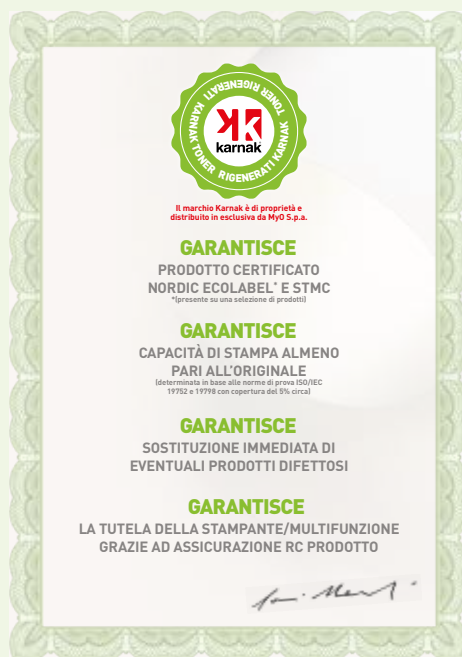 KARNAK TONER RIGENERATI KARNAK TONER RIGENERATI
karnak
Il marchio Karnak è di proprietà e
distribuito in esclusiva da MyO S.p.a.
GARANTISCE
PRODOTTO CERTIFICATO
NORDIC ECOLABEL* E STMC
*(presente su una selezione di prodotti)
GARANTISCE
CAPACITÀ DI STAMPA ALMENO
PARI ALL'ORIGINALE
(determinata in base alle norme di prova ISO/IEC
19752 e 19798 con copertura del 5% circa)
GARANTISCE
SOSTITUZIONE IMMEDIATA DI
EVENTUALI PRODOTTI DIFETTOSI
GARANTISCE
LA TUTELA DELLA STAMPANTE/MULTIFUNZIONE
GRAZIE AD ASSICURAZIONE RC PRODOTTO